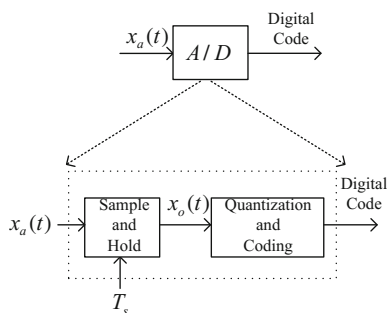 x_a(t)
A/D
Digital
Code
x_a(t)
Sample
and
Hold
x_o(t)
Quantization
and
Coding
Digital
Code
T_s